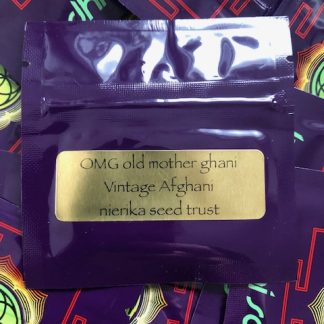 OMG old mother ghani
Vintage Afghani
nierika seed trust